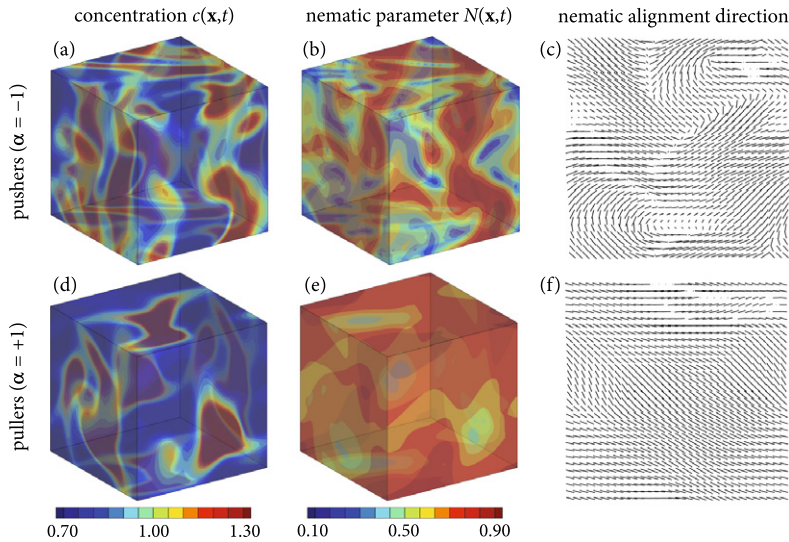 concentration c(x,t) nematic parameter N(x,t) nematic alignment direction
(a) (b) (c)
pushers (α = −1)
(d) (e) (f)
pullers (α = +1)
0.70 1.00 1.30 0.10 0.50 0.90